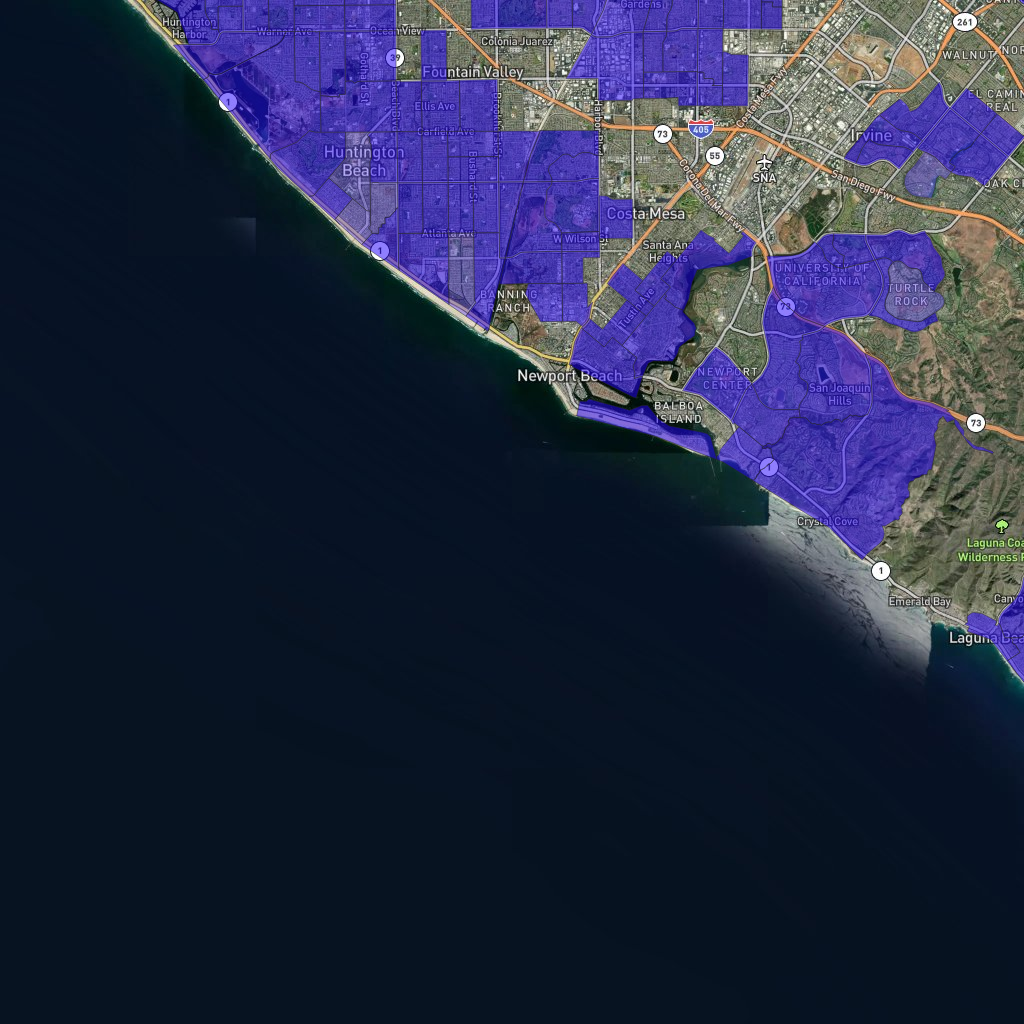 Gardens
261
Huntington
Harbor
Warner Ave
Ocean View
Colonia Juarez
WALNUT
39
Fountain Valley
Gothard St
Beach Blvd
Brookhurst St
Harbor Blvd
Costa Mesa Fwy
EL CAMIN
REAL
1
Ellis Ave
Garfield Ave
73
405
55
Irvine
Huntington
Beach
Bushard St
SNA
San Diego Fwy
OAK C
Corona Del Mar Fwy
Costa Mesa
Atlanta Ave
W Wilson St
1
Santa Ana
Heights
UNIVERSITY OF
CALIFORNIA
TURTLE
ROCK
BANNING
RANCH
Tustin Ave
73
Newport Beach
NEWPORT
CENTER
San Joaquin
Hills
BALBOA
ISLAND
73
1
Crystal Cove
Laguna Coa
Wilderness P
1
Emerald Bay
Canyo
Laguna Bea